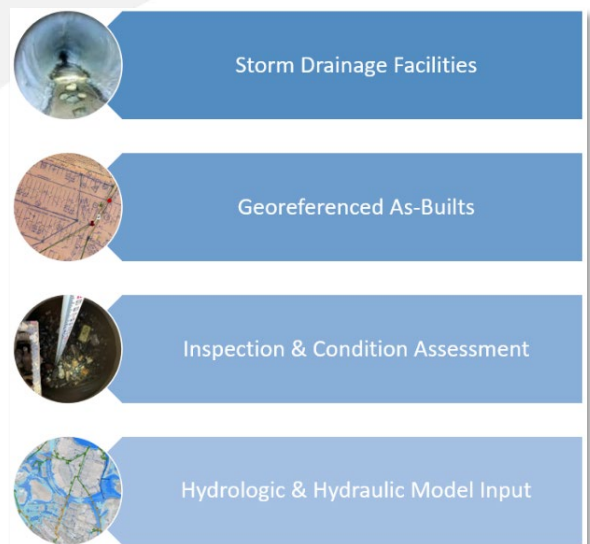 Storm Drainage Facilities
Georeferenced As-Builts
Inspection & Condition Assessment
Hydrologic & Hydraulic Model Input